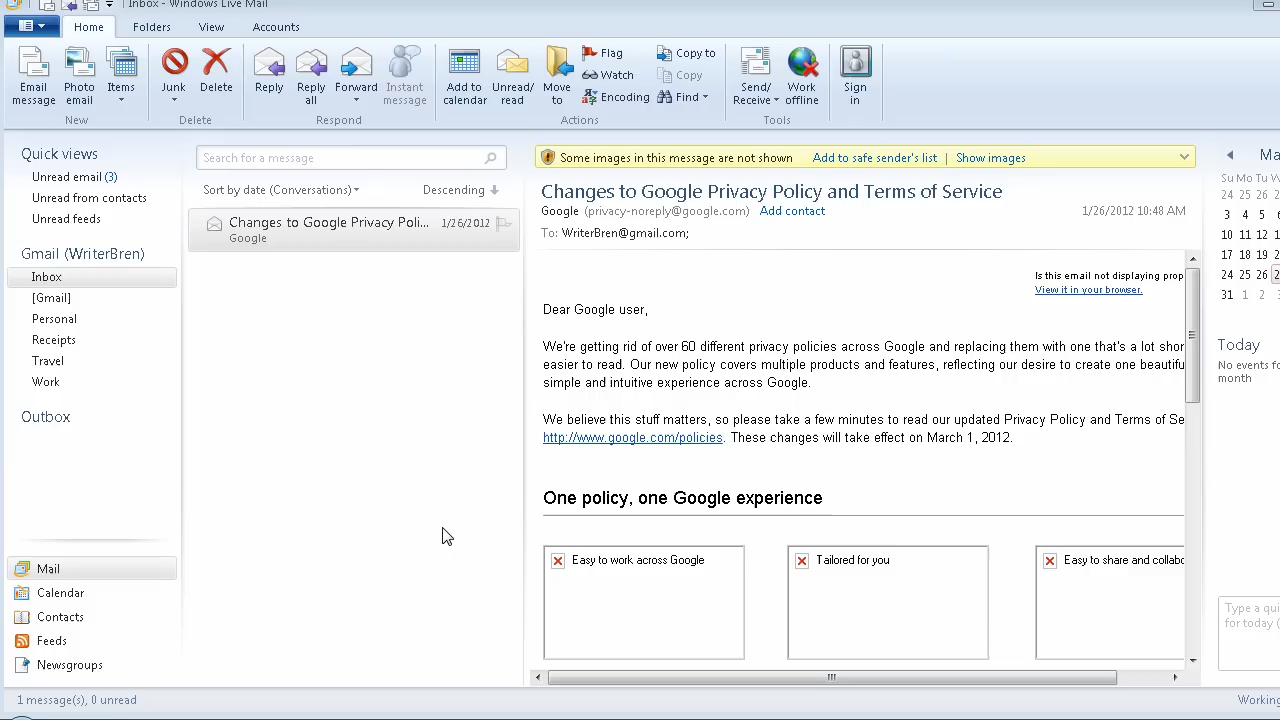 Inbox - Windows Live Mail
Home Folders View Accounts
Email message
Photo email
Items
New
Junk
Delete
Delete
Reply
Reply all
Forward
Instant message
Respond
Add to calendar
Unread/ read
Move to
Flag
Watch
Encoding
Copy to
Copy
Find
Actions
Send/ Receive
Work offline
Tools
Sign in
Quick views
Unread email (3)
Unread from contacts
Unread feeds
Gmail (WriterBren)
Inbox
[Gmail]
Personal
Receipts
Travel
Work
Outbox
Mail
Calendar
Contacts
Feeds
Newsgroups
1 message(s), 0 unread
Search for a message
Sort by date (Conversations) Descending
Changes to Google Privacy Poli... 1/26/2012
Google
Some images in this message are not shown Add to safe sender's list | Show images
Changes to Google Privacy Policy and Terms of Service
Google (privacy-noreply@google.com) Add contact 1/26/2012 10:48 AM
To: WriterBren@gmail.com;
Is this email not displaying prop
View it in your browser.
Dear Google user,
We're getting rid of over 60 different privacy policies across Google and replacing them with one that's a lot shor
easier to read. Our new policy covers multiple products and features, reflecting our desire to create one beautifu
simple and intuitive experience across Google.
We believe this stuff matters, so please take a few minutes to read our updated Privacy Policy and Terms of Se
http://www.google.com/policies. These changes will take effect on March 1, 2012.
One policy, one Google experience
Easy to work across Google
Tailored for you
Easy to share and collabo
Ma
Su Mo Tu
24 25 26
3 4 5
10 11 12
17 18 19
24 25 26
31 1 2
Today
No events fo
month
Type a qui
for today (
Working